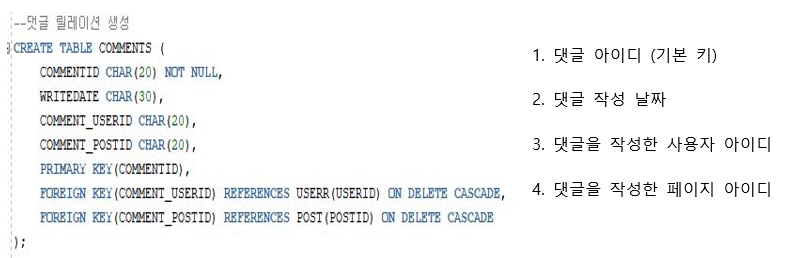 --댓글 릴레이션 생성
CREATE TABLE COMMENTS (
COMMENTID CHAR(20) NOT NULL,
WRITEDATE CHAR(30),
COMMENT_USERID CHAR(20),
COMMENT_POSTID CHAR(20),
PRIMARY KEY(COMMENTID),
FOREIGN KEY(COMMENT_USERID) REFERENCES USERR(USERID) ON DELETE CASCADE,
FOREIGN KEY(COMMENT_POSTID) REFERENCES POST(POSTID) ON DELETE CASCADE
);
1. 댓글 아이디 (기본 키)
2. 댓글 작성 날짜
3. 댓글을 작성한 사용자 아이디
4. 댓글을 작성한 페이지 아이디